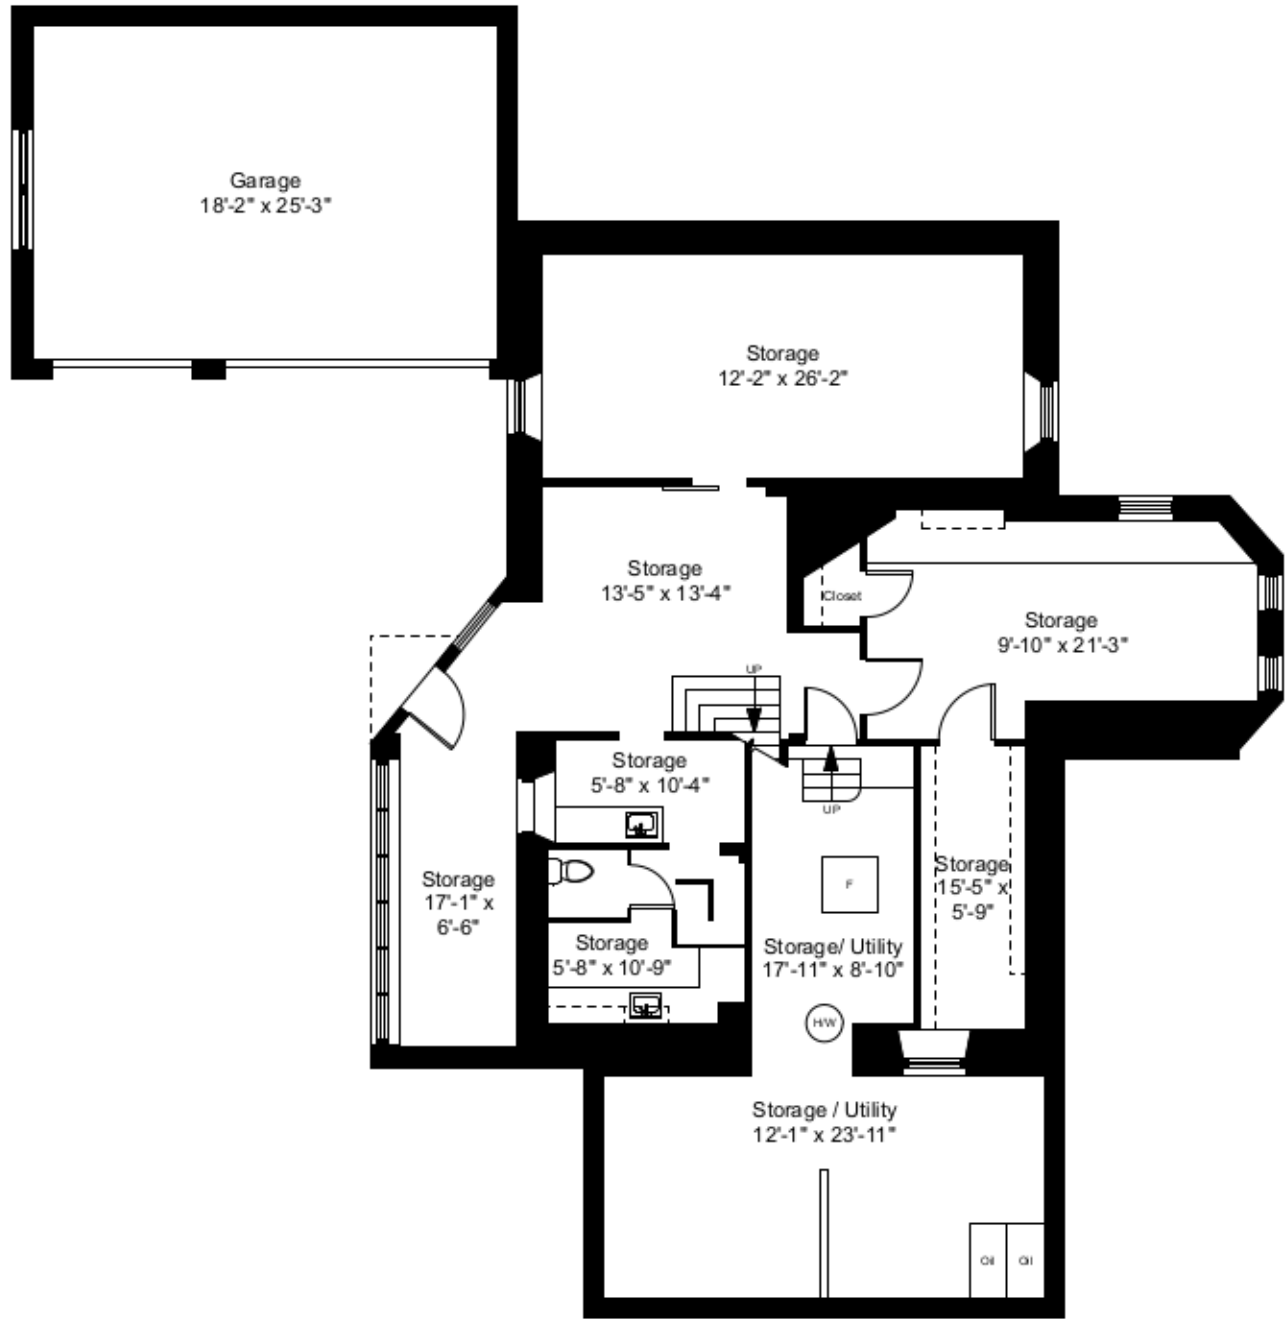 Garage
18'-2" x 25'-3"
Storage
12'-2" x 26'-2"
Storage
13'-5" x 13'-4"
Closet
Storage
9'-10" x 21'-3"
UP
Storage
5'-8" x 10'-4"
UP
Storage
17'-1" x
6'-6"
F
Storage
15'-5" x
5'-9"
Storage
5'-8" x 10'-9"
Storage/ Utility
17'-11" x 8'-10"
H/W
Storage / Utility
12'-1" x 23'-11"
Oil
Oil